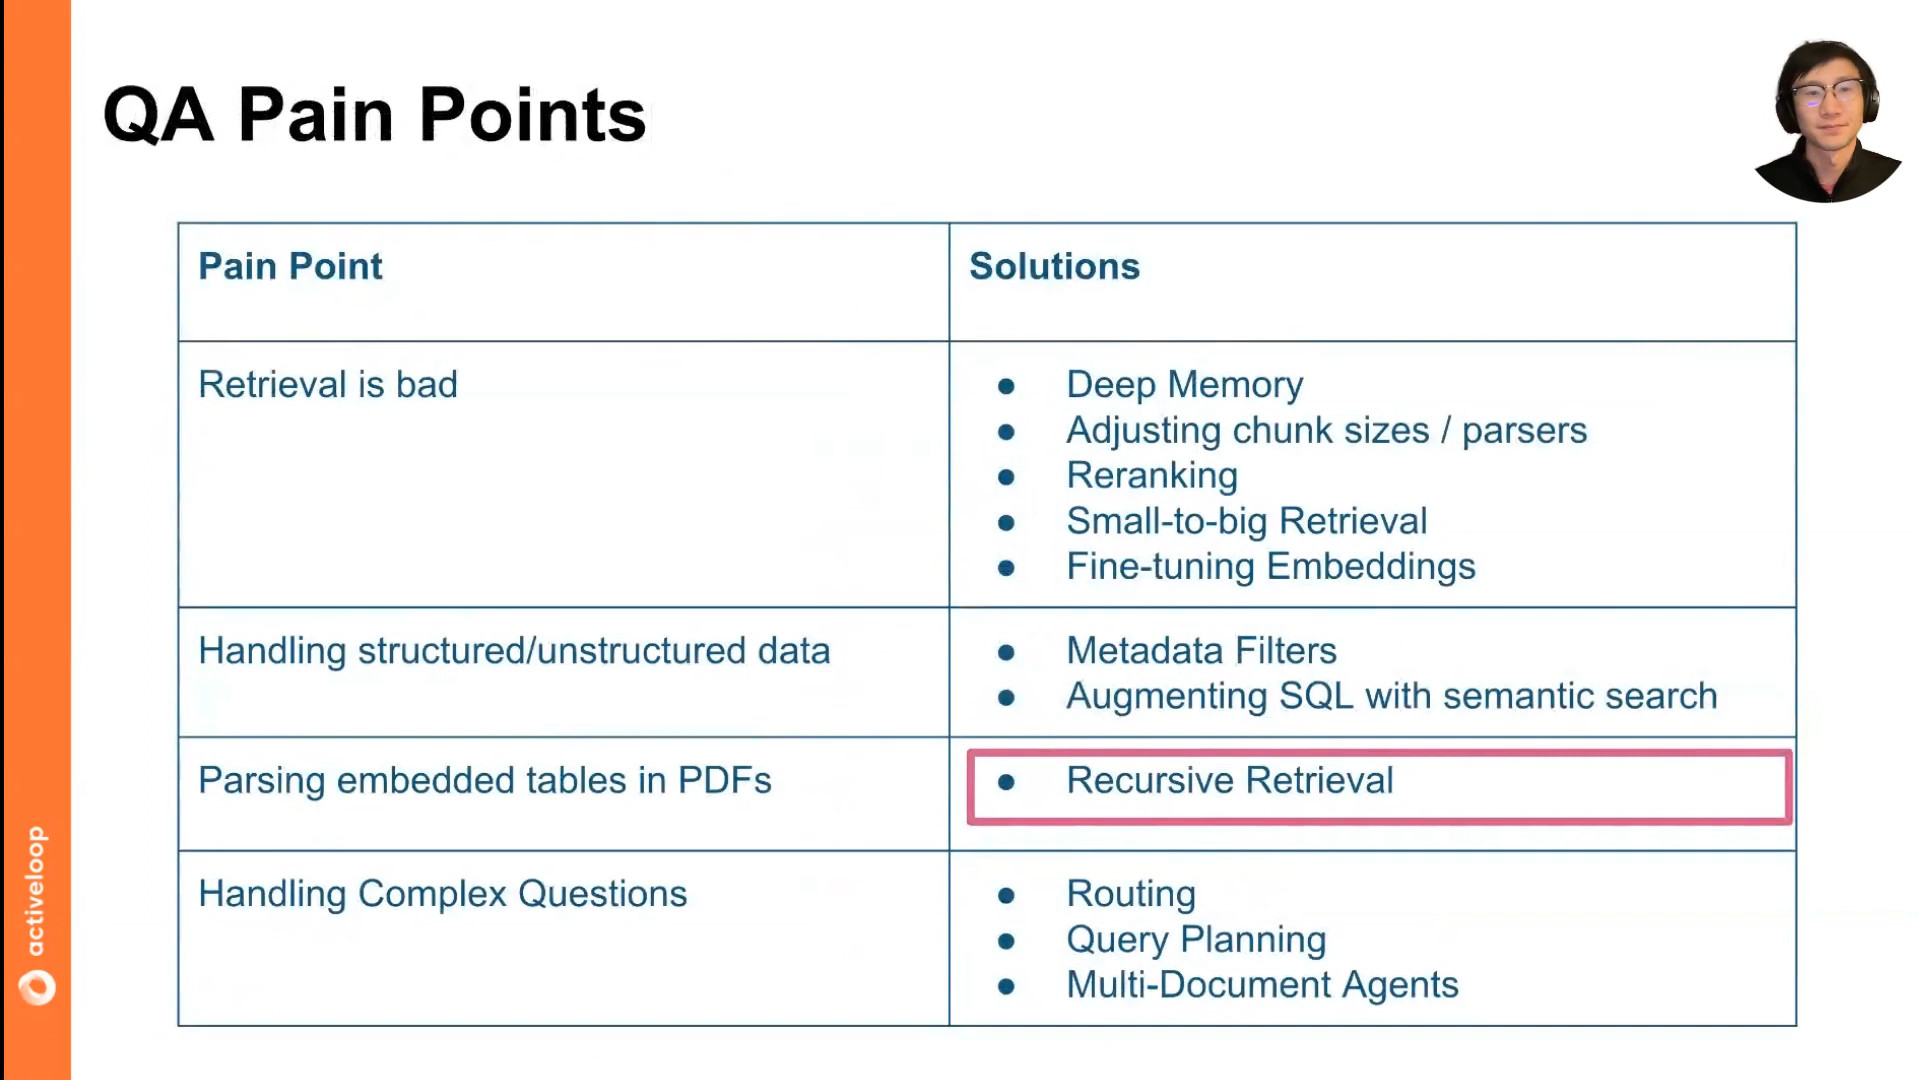 QA Pain Points
Pain Point
Solutions
Retrieval is bad
● Deep Memory
● Adjusting chunk sizes / parsers
● Reranking
● Small-to-big Retrieval
● Fine-tuning Embeddings
Handling structured/unstructured data
● Metadata Filters
● Augmenting SQL with semantic search
Parsing embedded tables in PDFs
● Recursive Retrieval
Handling Complex Questions
● Routing
● Query Planning
● Multi-Document Agents
activeloop